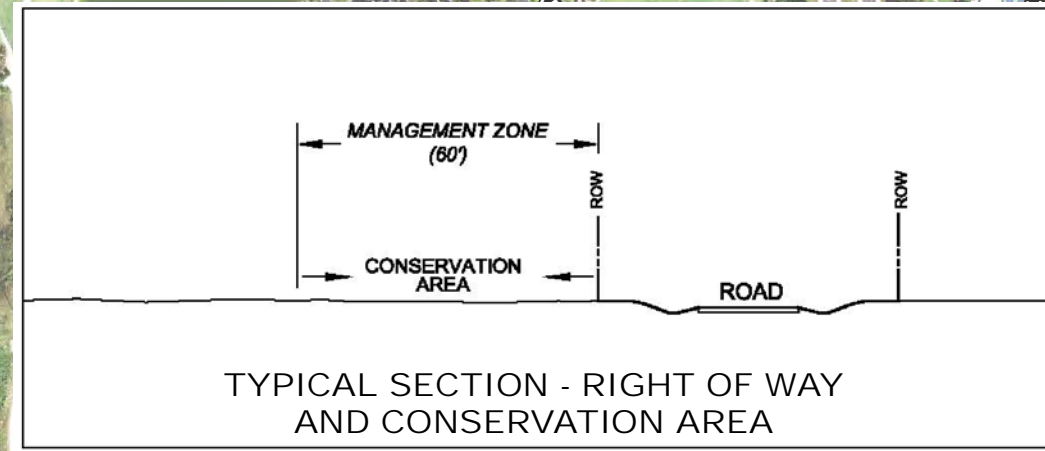 MANAGEMENT ZONE
(60')
ROW
ROW
CONSERVATION
AREA
ROAD
TYPICAL SECTION - RIGHT OF WAY
AND CONSERVATION AREA